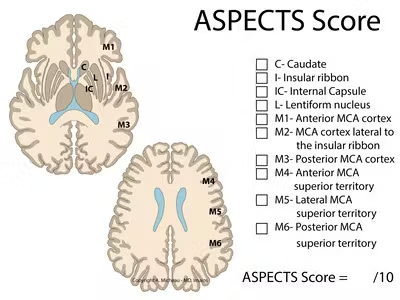 ASPECTS Score
M1
C
L
I
IC
M2
M3
M4
M5
M6
C- Caudate
I- Insular ribbon
IC- Internal Capsule
L- Lentiform nucleus
M1- Anterior MCA cortex
M2- MCA cortex lateral to
the insular ribbon
M3- Posterior MCA cortex
M4- Anterior MCA
superior territory
M5- Lateral MCA
superior territory
M6- Posterior MCA
superior territory
ASPECTS Score = /10